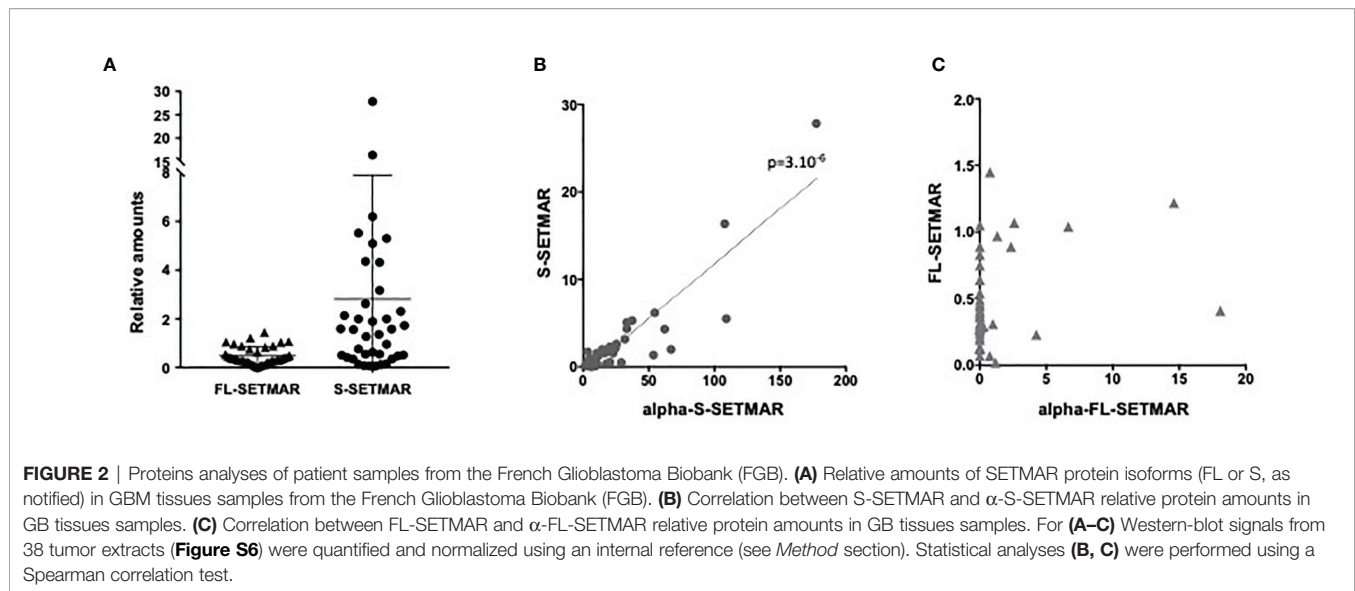 A
B
C
30
25
20
15
8
6
4
2
0
Relative amounts
FL-SETMAR
S-SETMAR
30
20
10
0
S-SETMAR
p=3.10⁻⁶
0
50
100
150
200
alpha-S-SETMAR
2.0
1.5
1.0
0.5
0.0
FL-SETMAR
0
5
10
15
20
alpha-FL-SETMAR
FIGURE 2 | Proteins analyses of patient samples from the French Glioblastoma Biobank (FGB). (A) Relative amounts of SETMAR protein isoforms (FL or S, as
notified) in GBM tissues samples from the French Glioblastoma Biobank (FGB). (B) Correlation between S-SETMAR and α-S-SETMAR relative protein amounts in
GB tissues samples. (C) Correlation between FL-SETMAR and α-FL-SETMAR relative protein amounts in GB tissues samples. For (A–C) Western-blot signals from
38 tumor extracts (Figure S6) were quantified and normalized using an internal reference (see Method section). Statistical analyses (B, C) were performed using a
Spearman correlation test.